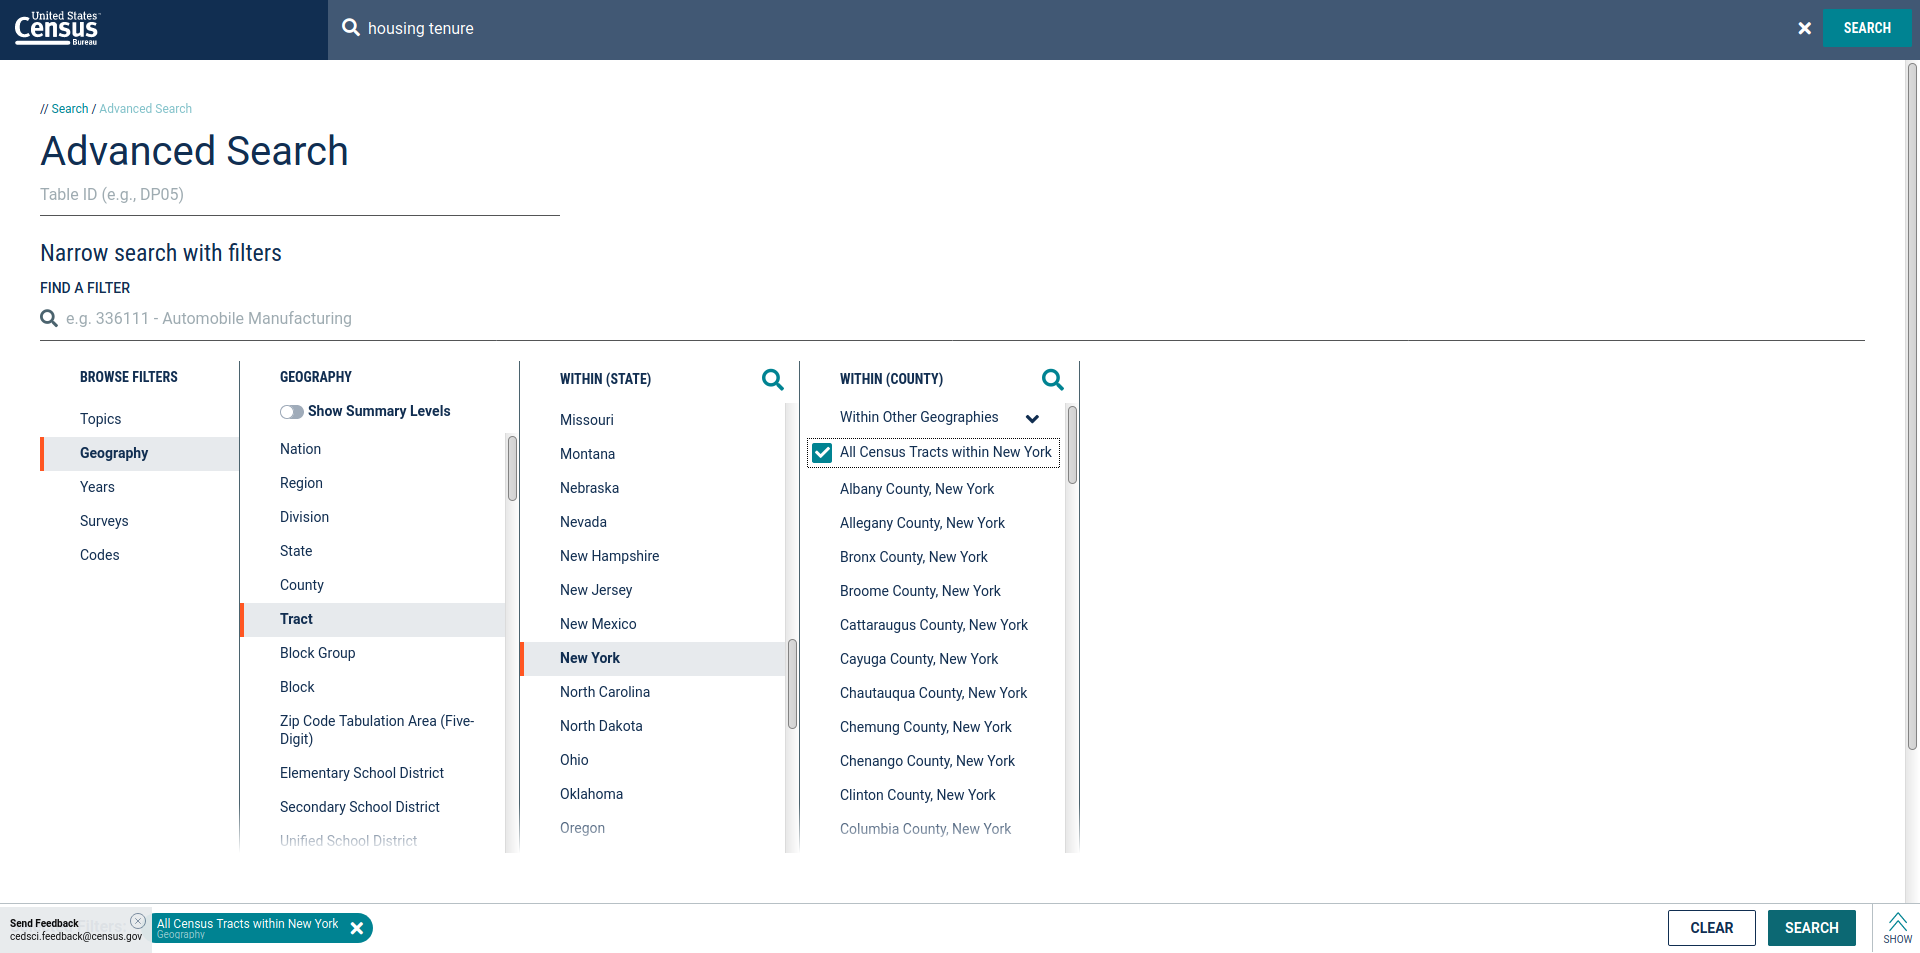 United States
Census
Bureau
housing tenure
SEARCH
// Search / Advanced Search
Advanced Search
Table ID (e.g., DP05)
Narrow search with filters
FIND A FILTER
e.g. 336111 - Automobile Manufacturing
BROWSE FILTERS
Topics
Geography
Years
Surveys
Codes
GEOGRAPHY
Show Summary Levels
Nation
Region
Division
State
County
Tract
Block Group
Block
Zip Code Tabulation Area (Five-
Digit)
Elementary School District
Secondary School District
Unified School District
WITHIN (STATE)
Missouri
Montana
Nebraska
Nevada
New Hampshire
New Jersey
New Mexico
New York
North Carolina
North Dakota
Ohio
Oklahoma
Oregon
WITHIN (COUNTY)
Within Other Geographies
All Census Tracts within New York
Albany County, New York
Allegany County, New York
Bronx County, New York
Broome County, New York
Cattaraugus County, New York
Cayuga County, New York
Chautauqua County, New York
Chemung County, New York
Chenango County, New York
Clinton County, New York
Columbia County, New York
Send Feedback
cedsci.feedback@census.gov
All Census Tracts within New York
Geography
CLEAR
SEARCH
SHOW